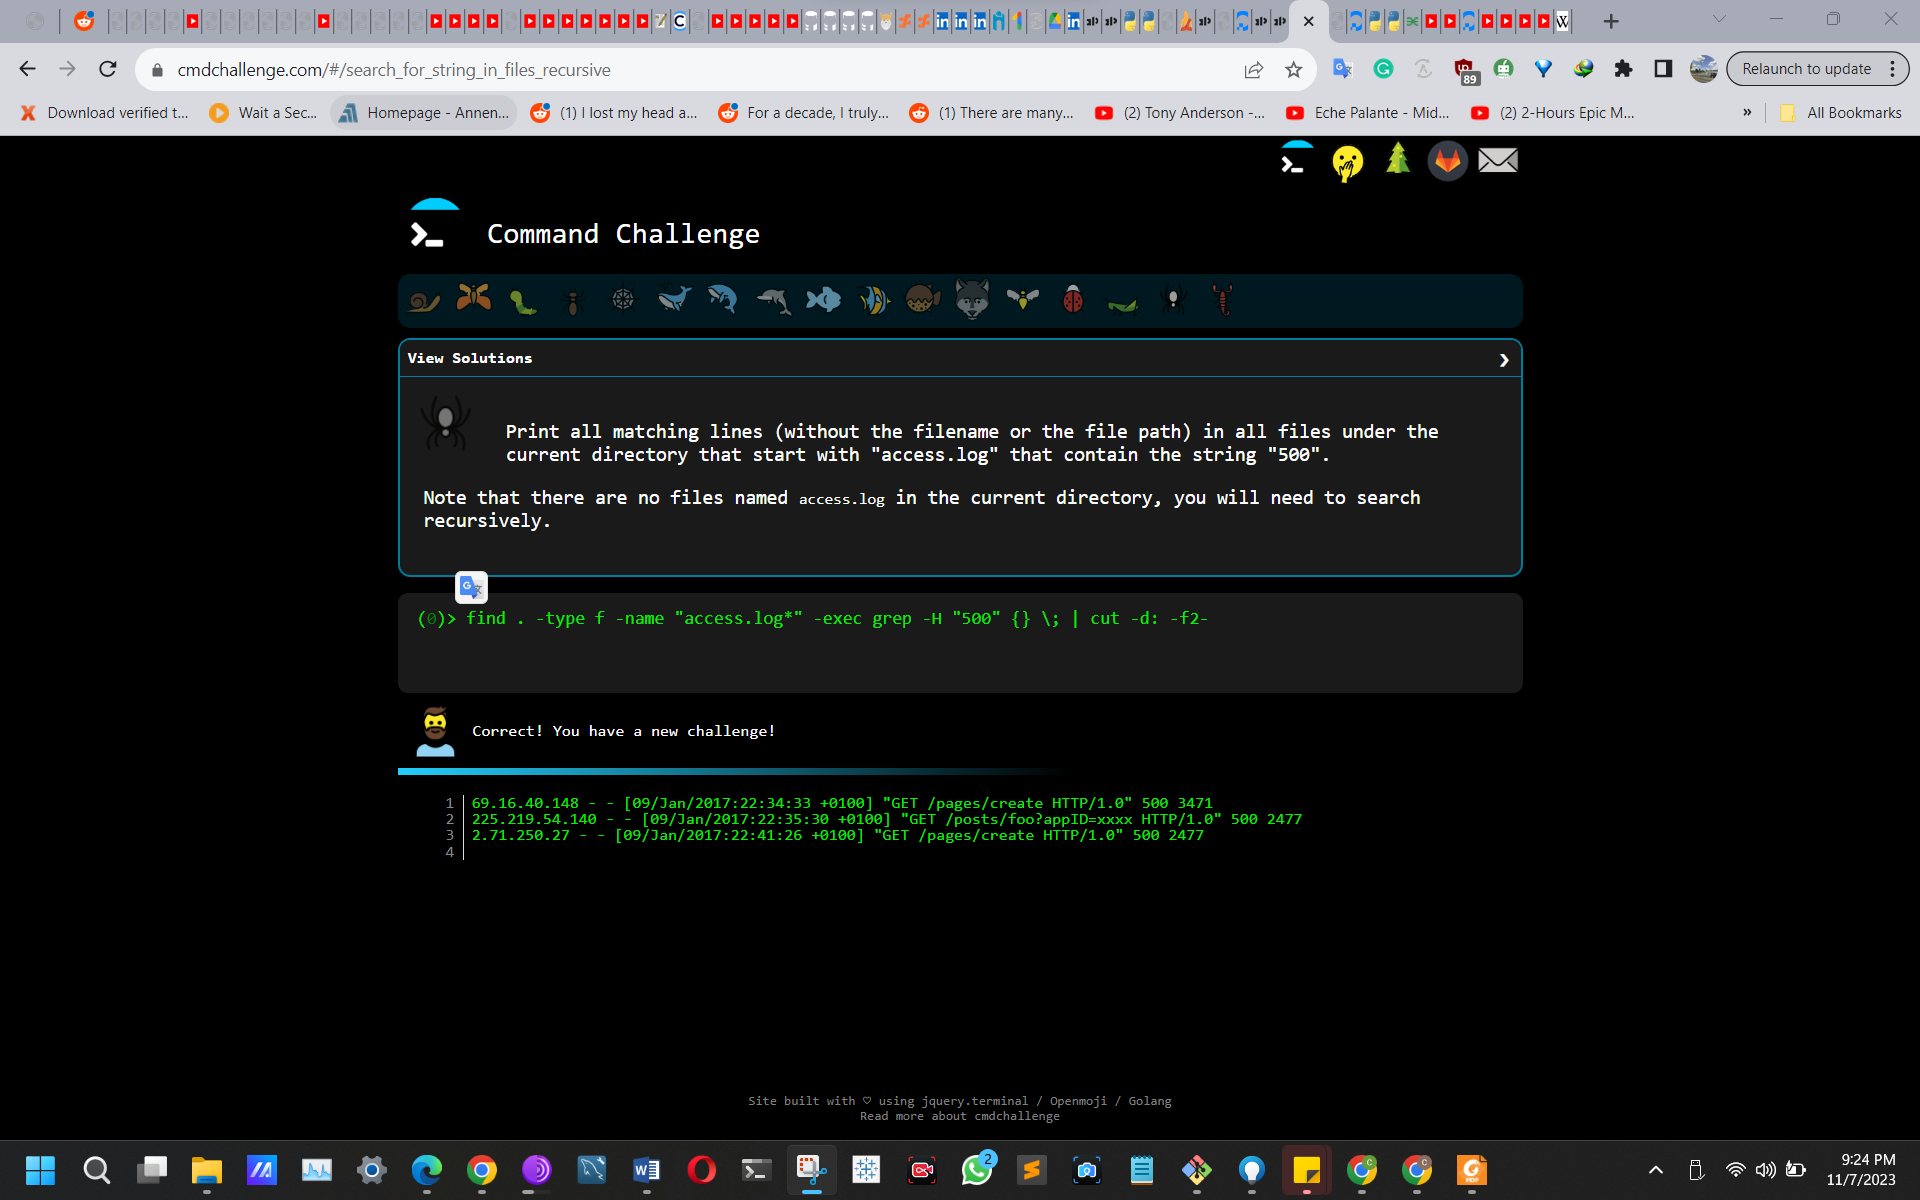 cmdchallenge.com/#/search_for_string_in_files_recursive
89
Relaunch to update
Download verified t...
Wait a Sec...
Homepage - Annen...
(1) I lost my head a...
For a decade, I truly...
(1) There are many...
(2) Tony Anderson -...
Eche Palante - Mid...
(2) 2-Hours Epic M...
»
All Bookmarks
Command Challenge
View Solutions
Print all matching lines (without the filename or the file path) in all files under the
current directory that start with "access.log" that contain the string "500".
Note that there are no files named access.log in the current directory, you will need to search
recursively.
(0)> find . -type f -name "access.log*" -exec grep -H "500" {} \; | cut -d: -f2-
Correct! You have a new challenge!
1 69.16.40.148 - - [09/Jan/2017:22:34:33 +0100] "GET /pages/create HTTP/1.0" 500 3471
2 225.219.54.140 - - [09/Jan/2017:22:35:30 +0100] "GET /posts/foo?appID=xxxx HTTP/1.0" 500 2477
3 2.71.250.27 - - [09/Jan/2017:22:41:26 +0100] "GET /pages/create HTTP/1.0" 500 2477
4
Site built with ♡ using jquery.terminal / Openmoji / Golang
Read more about cmdchallenge
2
9:24 PM
11/7/2023